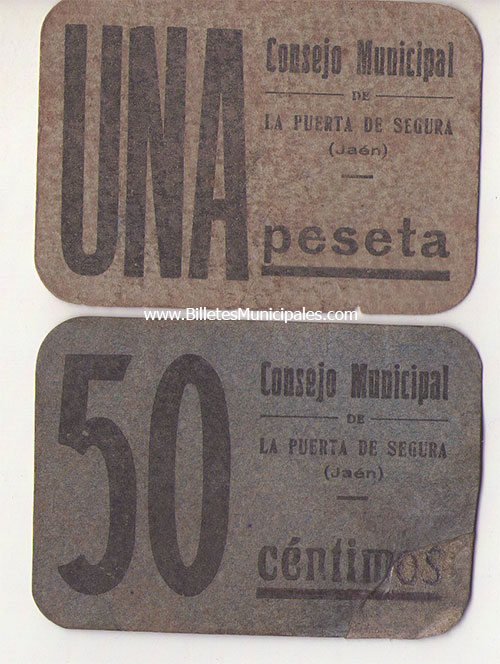 UNA
Consejo Municipal
DE
LA PUERTA DE SEGURA
(Jaén)
peseta
www.BilletesMunicipales.com
50
Consejo Municipal
DE
LA PUERTA DE SEGURA
(Jaén)
céntimos